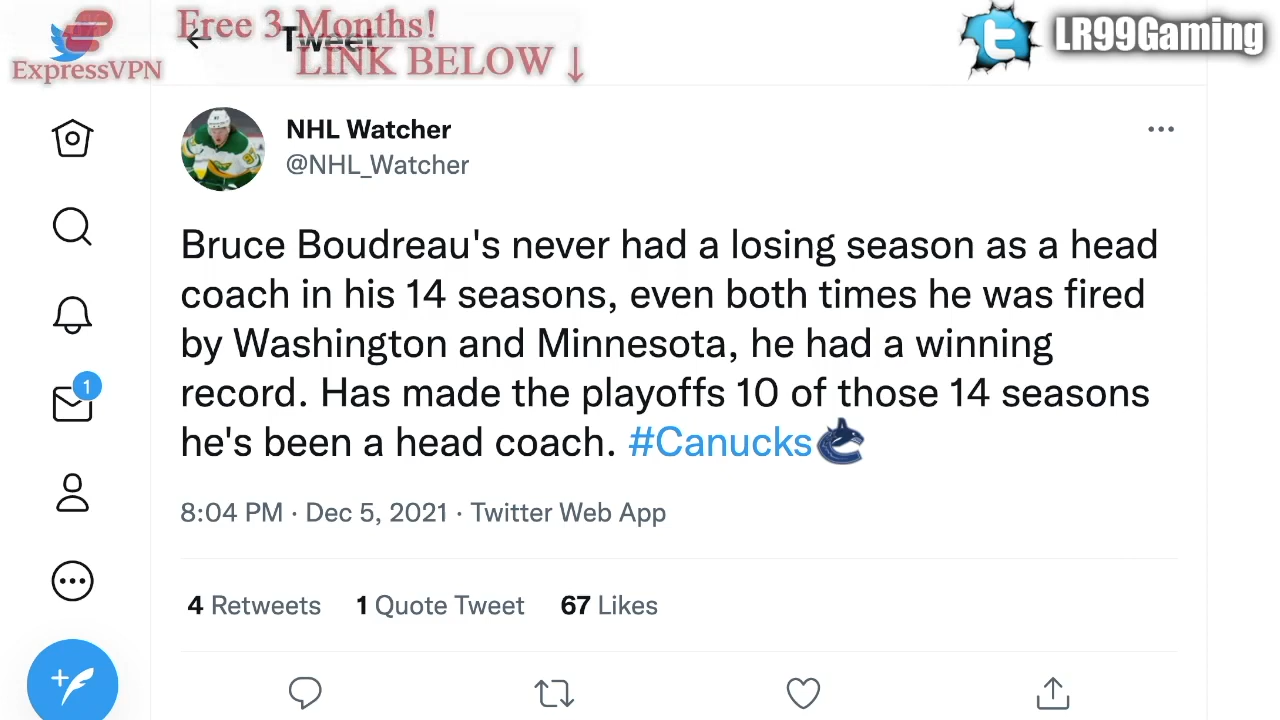 Free 3 Months!
Tweet
LINK BELOW ↓
ExpressVPN
LR99Gaming
NHL Watcher
@NHL_Watcher
Bruce Boudreau's never had a losing season as a head
coach in his 14 seasons, even both times he was fired
by Washington and Minnesota, he had a winning
record. Has made the playoffs 10 of those 14 seasons
he's been a head coach. #Canucks
1
8:04 PM · Dec 5, 2021 · Twitter Web App
4 Retweets 1 Quote Tweet 67 Likes